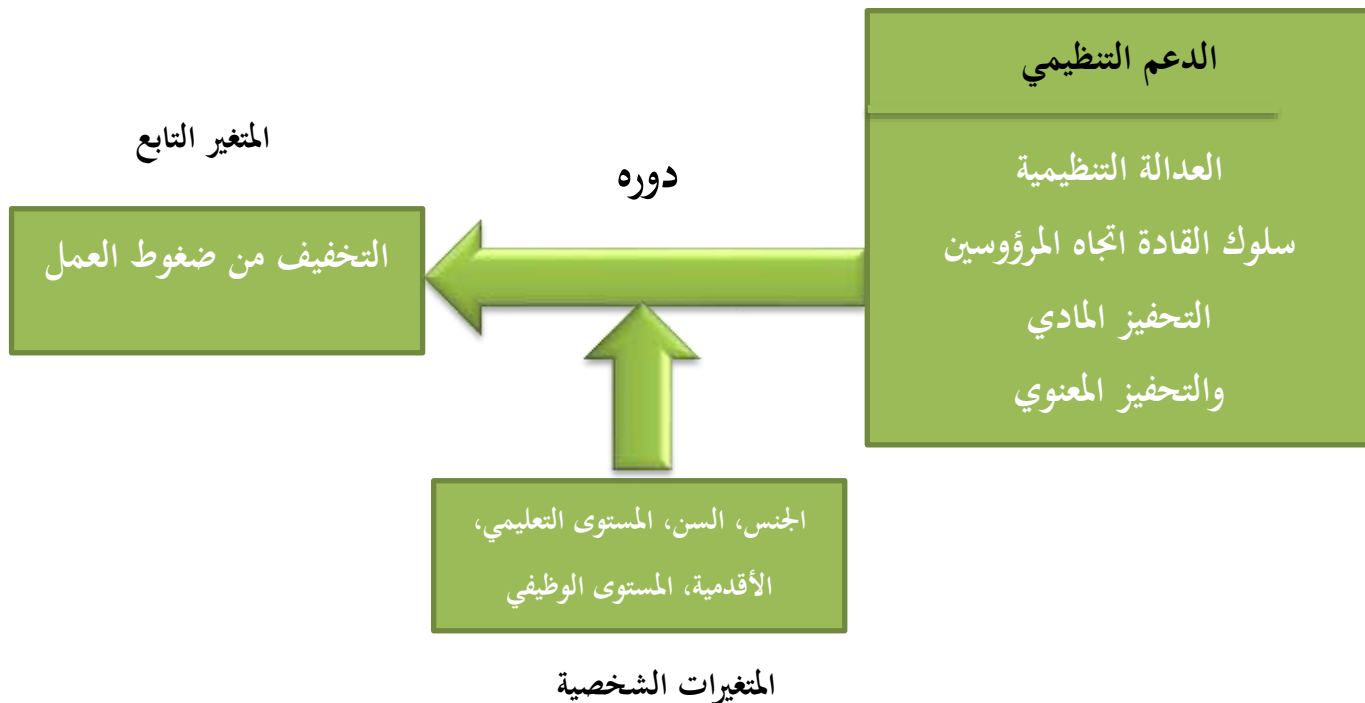 الدعم التنظيمي
العدالة التنظيمية
سلوك القادة اتجاه المرؤوسين
التحفيز المادي
والتحفيز المعنوي
دوره
المتغير التابع
التخفيف من ضغوط العمل
الجنس، السن، المستوى التعليمي،
الأقدمية، المستوى الوظيفي
المتغيرات الشخصية